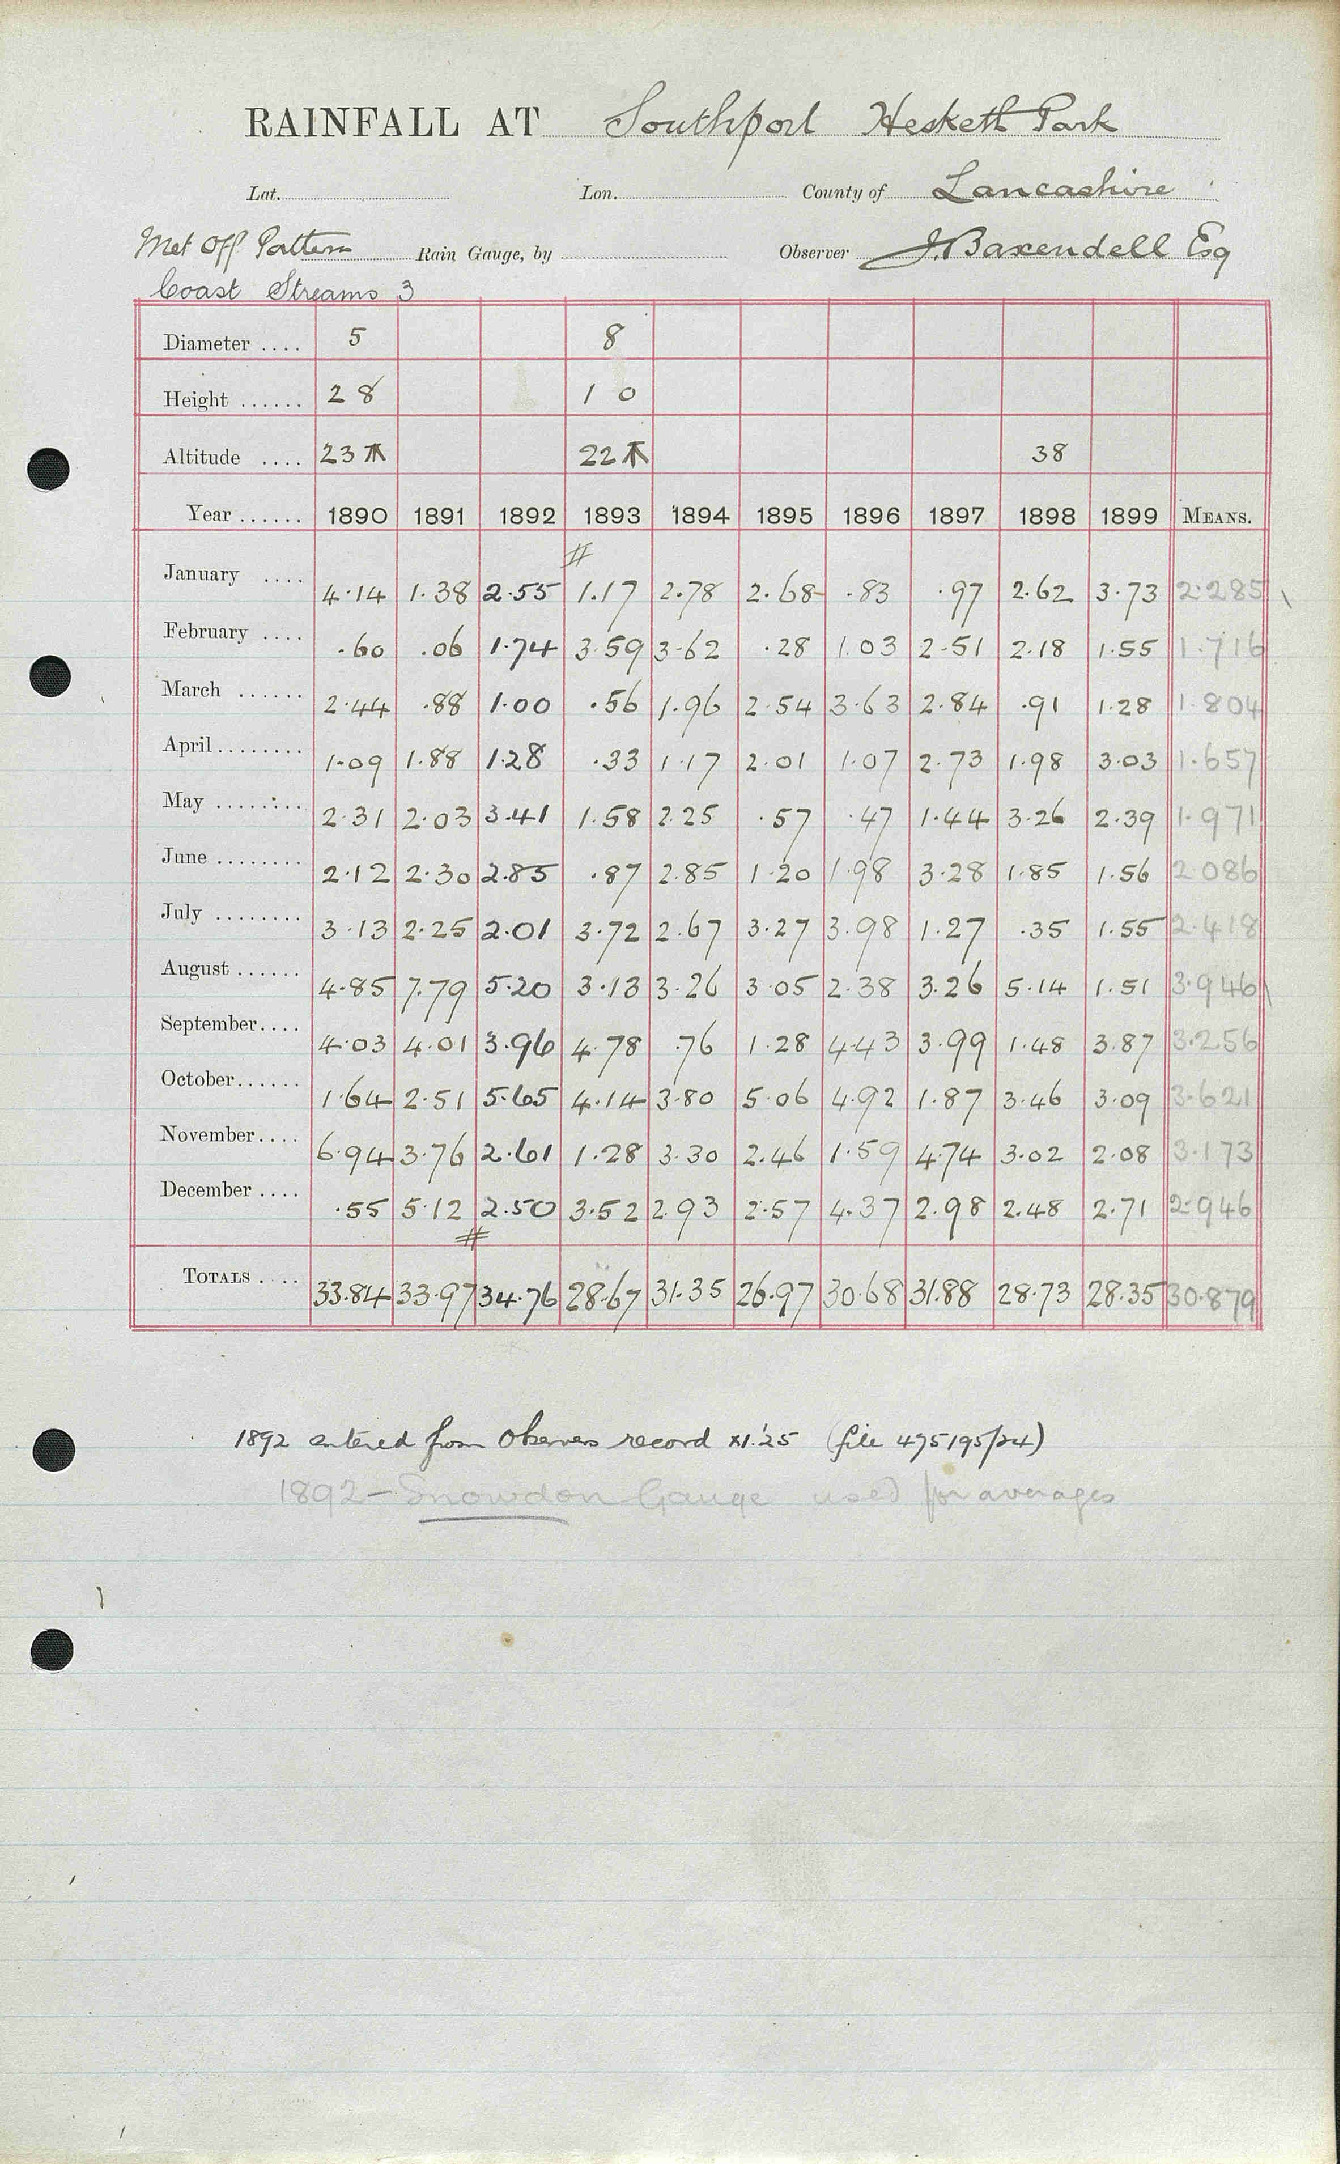 RAINFALL AT Southport Hesketh Park
Lat. Lon. County of Lancashire
Met Off Pattern Rain Gauge, by Observer J. Baxendell Esq
Coast Streams 3
Diameter .... 5 8
Height ...... 2 8 1 0
Altitude .... 23 22 38
Year ...... 1890 1891 1892 1893 1894 1895 1896 1897 1898 1899 MEANS.
#
January .... 4.14 1.38 2.55 1.17 2.78 2.68 .83 .97 2.62 3.73 2.285
February .... .60 .06 1.74 3.59 3.62 .28 1.03 2.51 2.18 1.55 1.716
March ...... 2.44 .88 1.00 .56 1.96 2.54 3.63 2.84 .91 1.28 1.804
April ........ 1.09 1.88 1.28 .33 1.17 2.01 1.07 2.73 1.98 3.03 1.657
May ........ 2.31 2.03 3.41 1.58 2.25 .57 .47 1.44 3.26 2.39 1.971
June ........ 2.12 2.30 2.85 .87 2.85 1.20 1.98 3.28 1.85 1.56 2.086
July ........ 3.13 2.25 2.01 3.72 2.67 3.27 3.98 1.27 .35 1.55 2.418
August ...... 4.85 7.79 5.20 3.13 3.26 3.05 2.38 3.26 5.14 1.51 3.946
September.... 4.03 4.01 3.96 4.78 .76 1.28 4.43 3.99 1.48 3.87 3.256
October...... 1.64 2.51 5.65 4.14 3.80 5.06 4.92 1.87 3.46 3.09 3.621
November.... 6.94 3.76 2.61 1.28 3.30 2.46 1.59 4.74 3.02 2.08 3.173
December .... .55 5.12 2.50 3.52 2.93 2.57 4.37 2.98 2.48 2.71 2.946
#
TOTALS .... 33.84 33.97 34.76 28.67 31.35 26.97 30.68 31.88 28.73 28.35 30.879
1892 entered from Observers record x1.25 (file 475195/24)
1892 - Snowdon Gauge used for averages